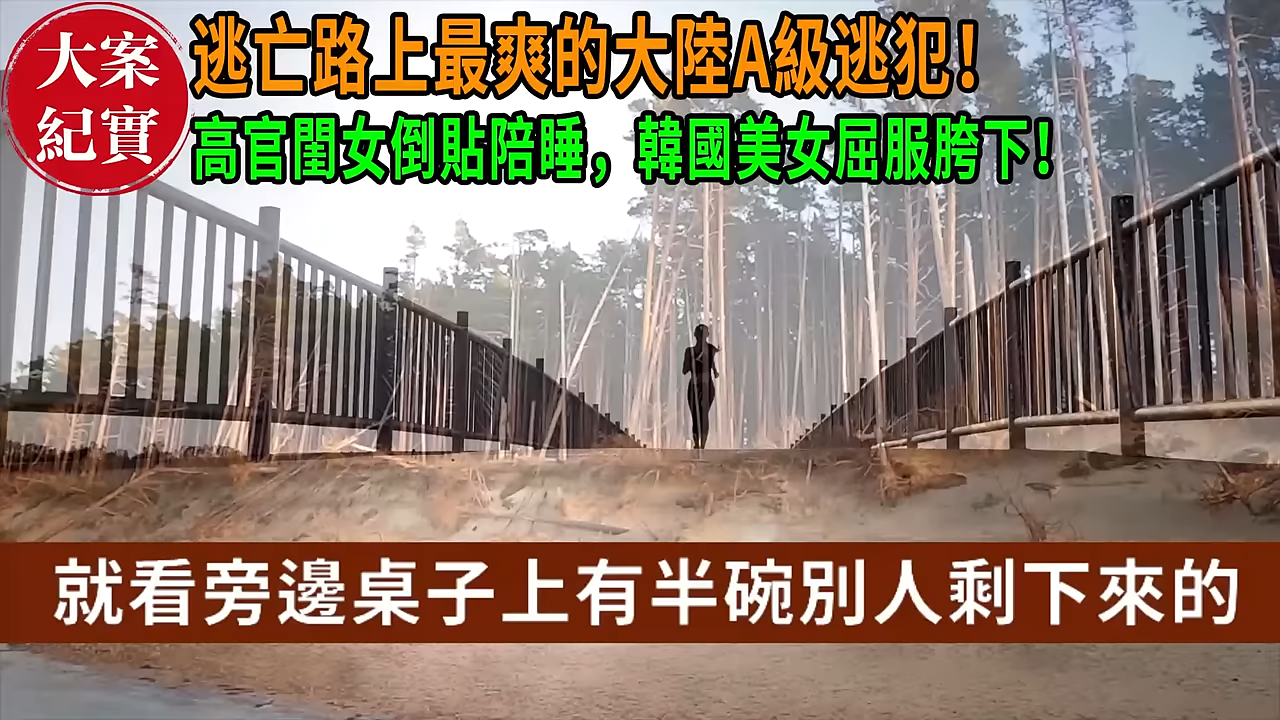 大案
紀實
逃亡路上最爽的大陸A級逃犯!
高官閨女倒貼陪睡，韓國美女屈服胯下!
就看旁邊桌子上有半碗別人剩下來的